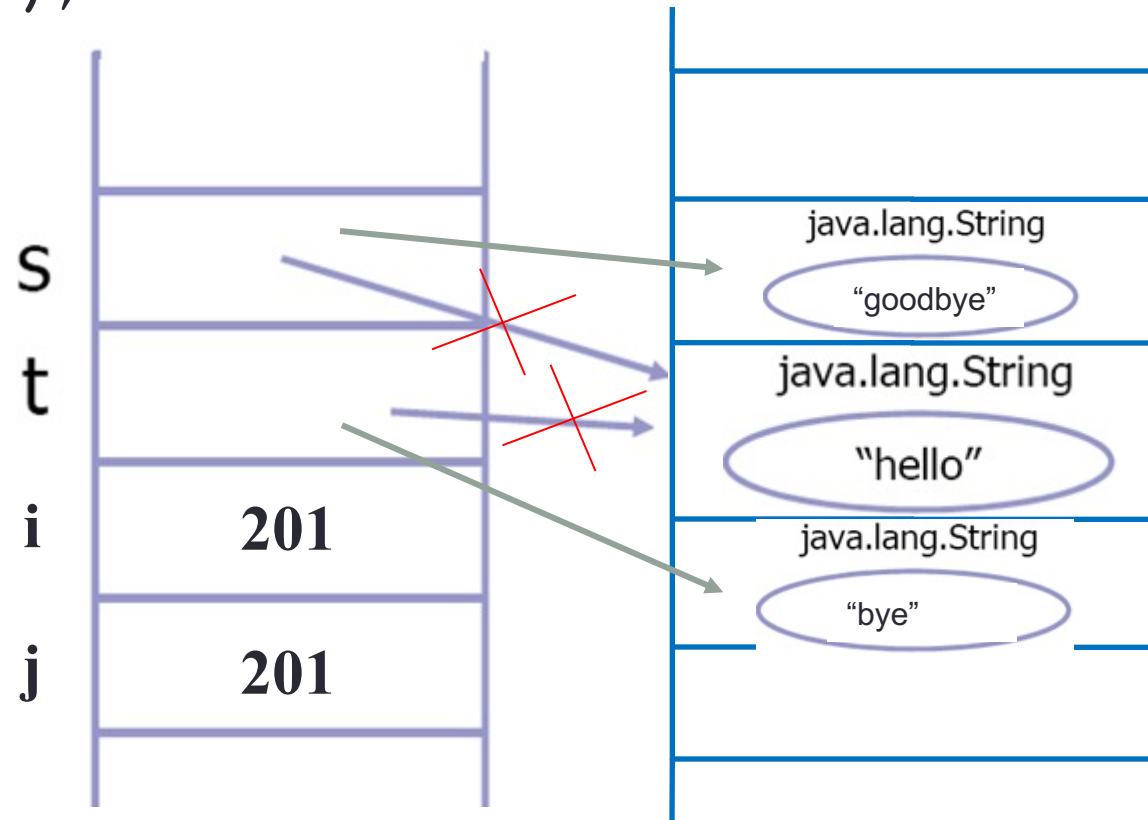 );
s
java.lang.String
“goodbye”
t
java.lang.String
“hello”
i
201
java.lang.String
“bye”
j
201